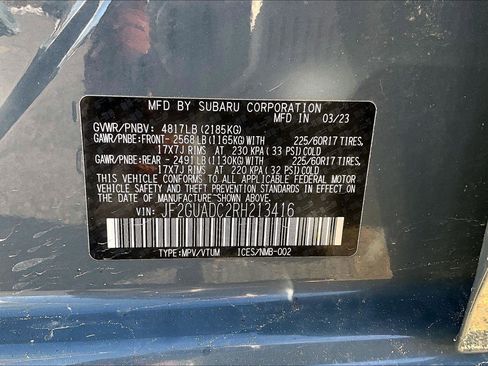 MFD BY SUBARU CORPORATION MFD IN 03/23
GVWR/PNBV: 4817LB(2185KG)
GAWR/PNBE:FRONT- 2568LB(1165KG)WITH 225/60R17 TIRES,
17X7J RIMS AT 230 KPA(33 PSI)COLD
GAWR/PNBE:REAR - 2491LB(1130KG)WITH 225/60R17 TIRES,
17X7J RIMS AT 220 KPA(32 PSI)COLD
THIS VEHICLE CONFORMS TO ALL APPLICABLE FEDERAL
MOTOR VEHICLE SAFETY STANDARDS IN EFFECT ON THE
DATE OF MANUFACTURE SHOWN ABOVE.
VIN: JF2GUADC2RH213416
TYPE:MPV/VTUM ICES/NMB-002